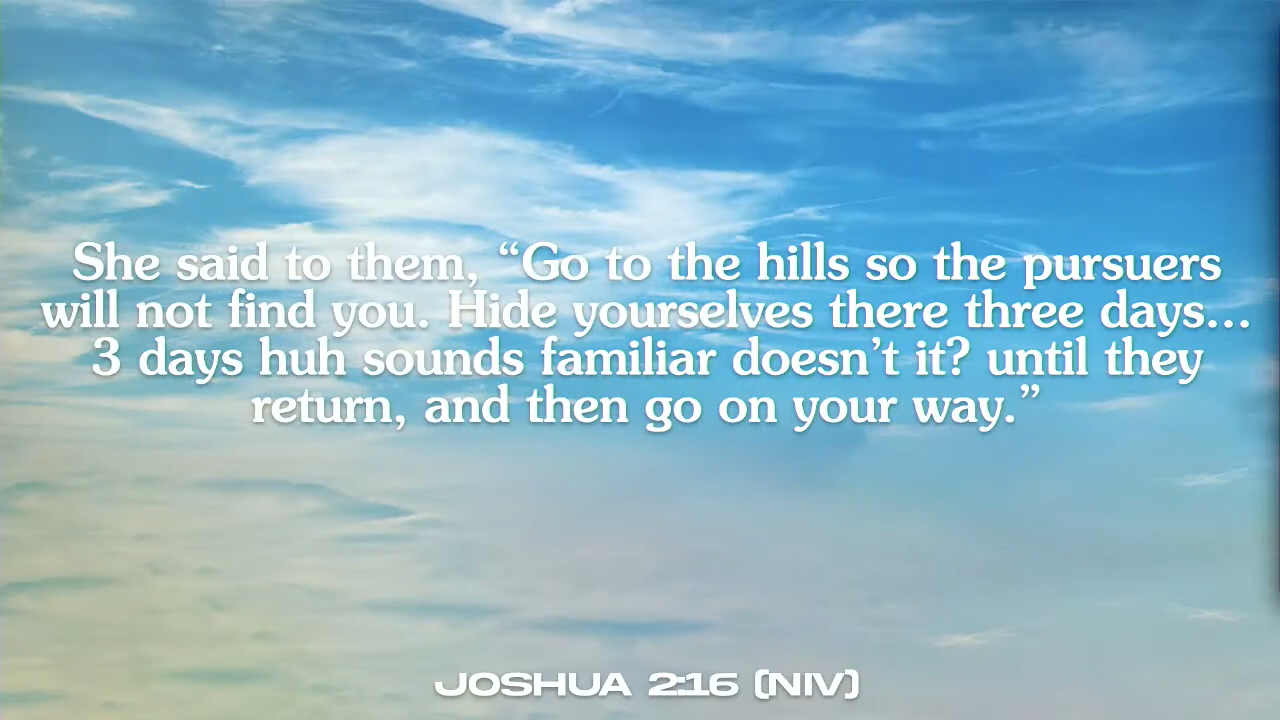 She said to them, “Go to the hills so the pursuers
will not find you. Hide yourselves there three days...
3 days huh sounds familiar doesn’t it? until they
return, and then go on your way.”
JOSHUA 2:16 (NIV)